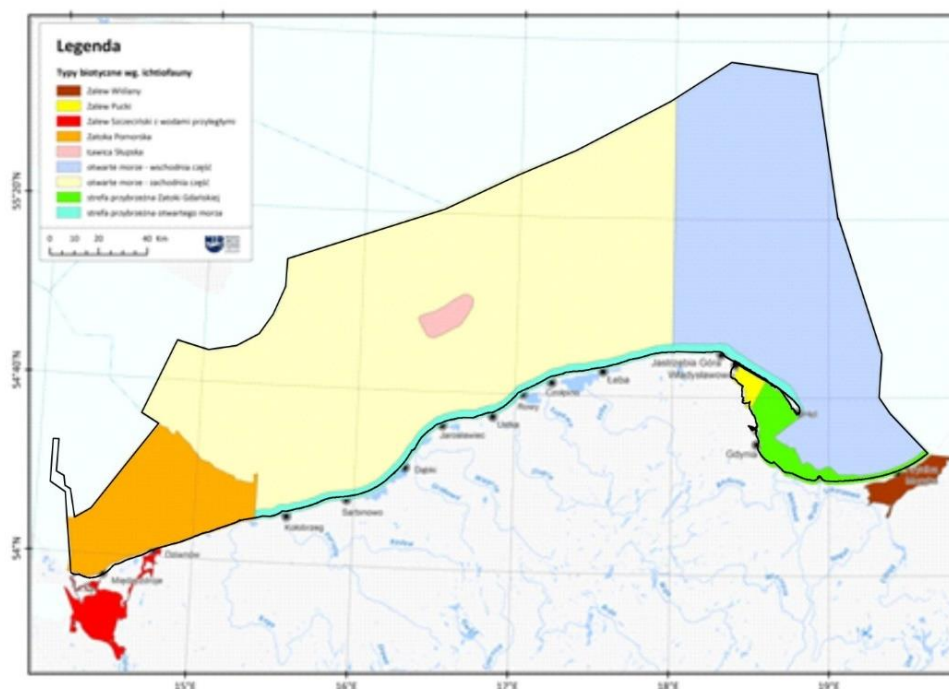 Legenda
Typy biotyczne wg. ichtiofauny
Zalew Wiślany
Zalew Pucki
Zalew Szczeciński z wodami przyległymi
Zatoka Pomorska
Ławica Słupska
otwarte morze - wschodnia część
otwarte morze - zachodnia część
strefa przybrzeżna Zatoki Gdańskiej
strefa przybrzeżna otwartego morza
0 10 20 40 Km
55°20'N
54°40'N
54°N
Jastrzębia Góra
Władysławowo
Łeba
Czołpino
Rowy
Ustka
Jarosławiec
Hel
Gdynia
Dąbki
Sarbinowo
Kołobrzeg
Dziwnów
Międzyzdroje
15°E
16°E
17°E
18°E
19°E